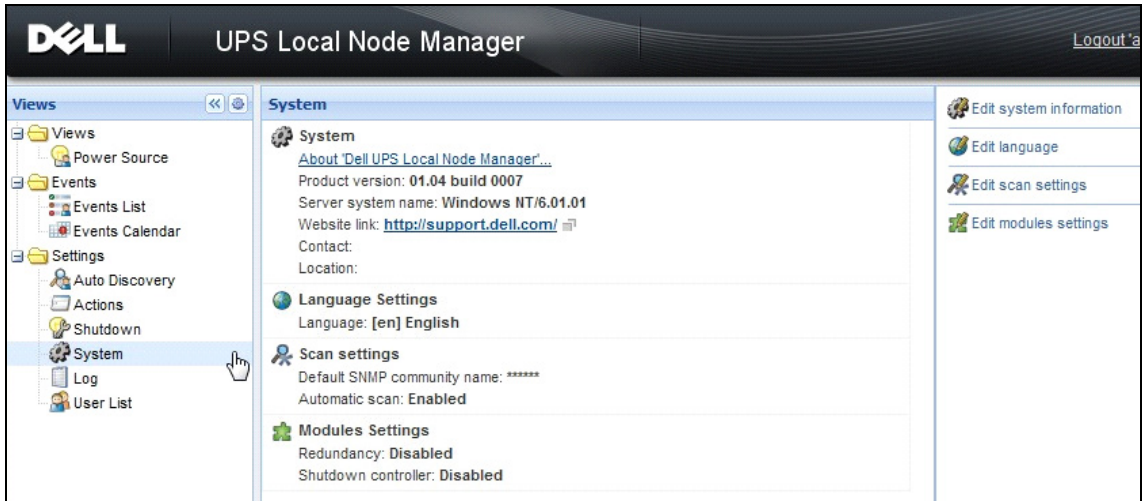 DELL
UPS Local Node Manager
Logout 'a
Views
Views
Power Source
Events
Events List
Events Calendar
Settings
Auto Discovery
Actions
Shutdown
System
Log
User List
System
System
About 'Dell UPS Local Node Manager'...
Product version: 01.04 build 0007
Server system name: Windows NT/6.01.01
Website link: http://support.dell.com/
Contact:
Location:
Language Settings
Language: [en] English
Scan settings
Default SNMP community name: ******
Automatic scan: Enabled
Modules Settings
Redundancy: Disabled
Shutdown controller: Disabled
Edit system information
Edit language
Edit scan settings
Edit modules settings